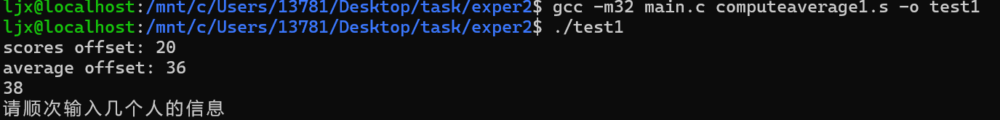 ljx@localhost:/mnt/c/Users/13781/Desktop/task/exper2$ gcc -m32 main.c computeaverage1.s -o test1
ljx@localhost:/mnt/c/Users/13781/Desktop/task/exper2$ ./test1
scores offset: 20
average offset: 36
38
请顺次输入几个人的信息